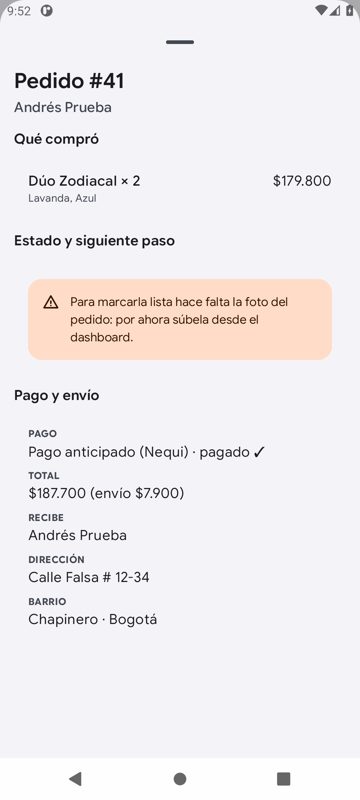 9:52
Pedido #41
Andrés Prueba
Qué compró
Dúo Zodiacal × 2 $179.800
Lavanda, Azul
Estado y siguiente paso
Para marcarla lista hace falta la foto del
pedido: por ahora súbela desde el
dashboard.
Pago y envío
PAGO
Pago anticipado (Nequi) · pagado ✓
TOTAL
$187.700 (envío $7.900)
RECIBE
Andrés Prueba
DIRECCIÓN
Calle Falsa # 12-34
BARRIO
Chapinero · Bogotá